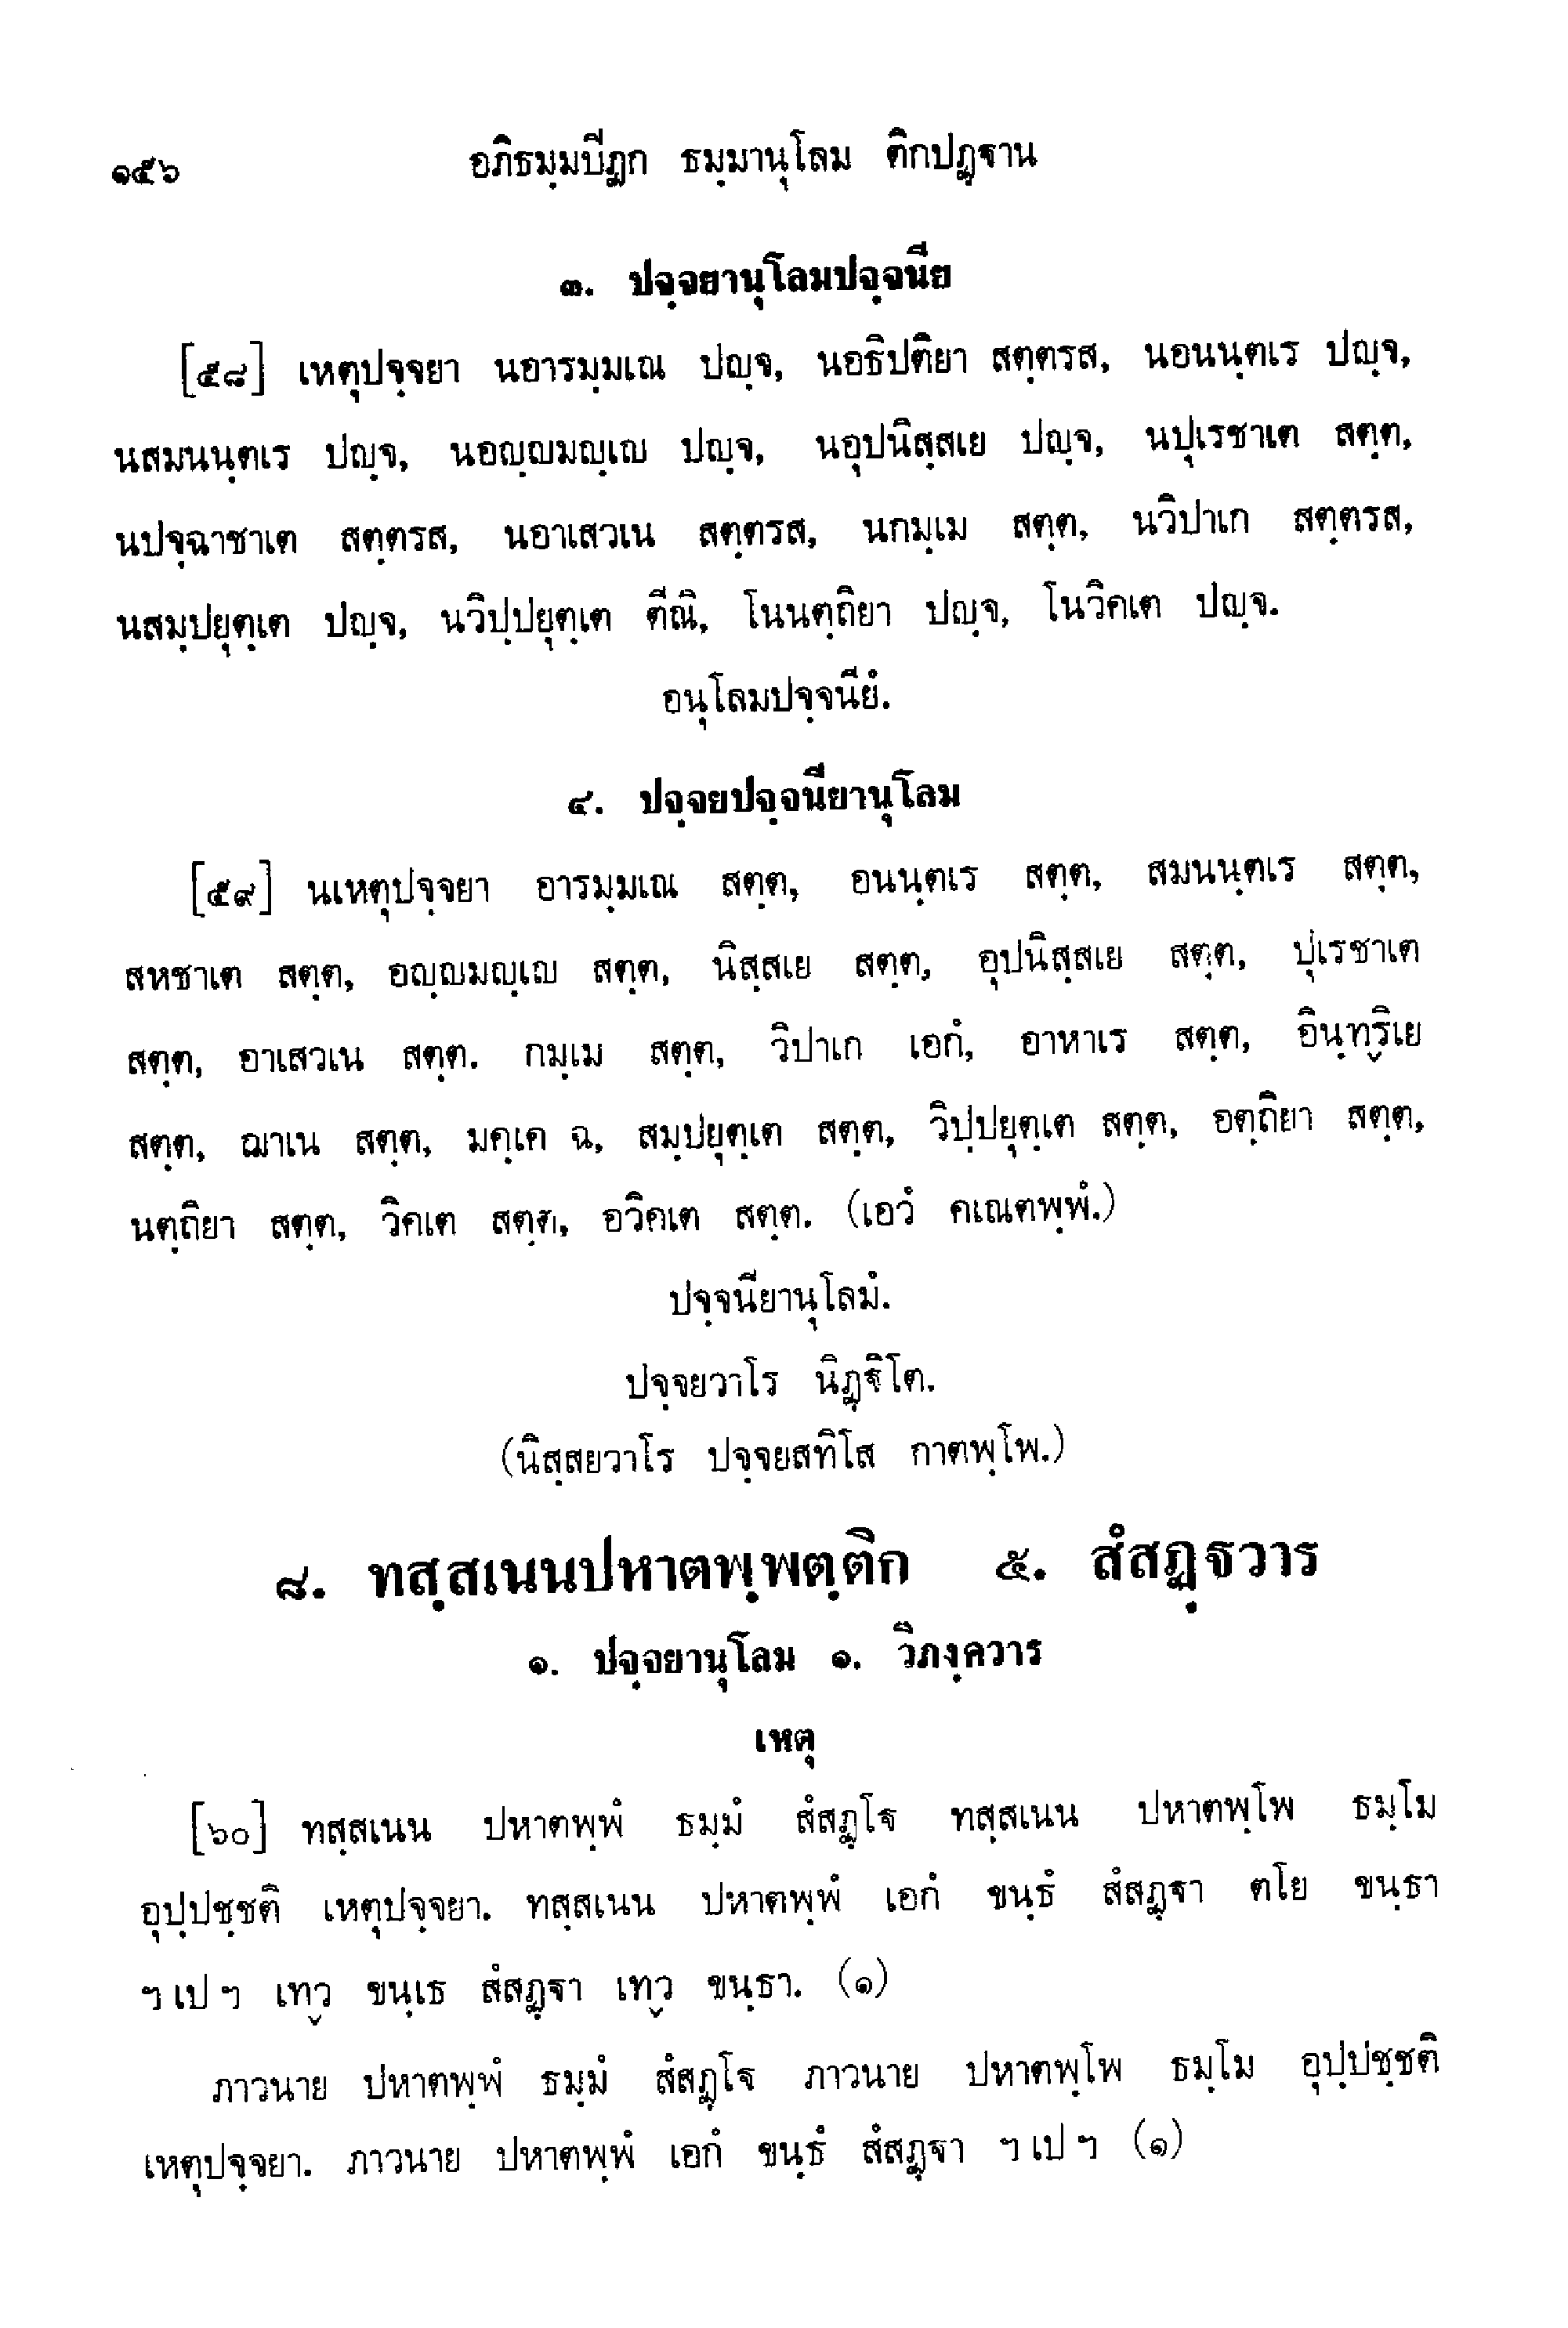 ๑๕๖ อภิธมฺมปิฏก ธมฺมานุโลม ติกปฏฺฐาน
๓. ปจฺจยานุโลมปจฺจนีย
[๕๘] เหตุปจฺจยา นอารมฺมเณ ปญฺจ, นอธิปติยา สตฺตรส, นอนนฺตเร ปญฺจ,
นสมนนฺตเร ปญฺจ, นอญฺญมญฺเญ ปญฺจ, นอุปนิสฺสเย ปญฺจ, นปุเรชาเต สตฺต,
นปจฺฉาชาเต สตฺตรส, นอาเสวเน สตฺตรส, นกมฺเม สตฺต, นวิปาเก สตฺตรส,
นสมฺปยุตฺเต ปญฺจ, นวิปฺปยุตฺเต ตีณิ, โนนตฺถิยา ปญฺจ, โนวิคเต ปญฺจ.
อนุโลมปจฺจนียํ.
๔. ปจฺจยปจฺจนียานุโลม
[๕๙] นเหตุปจฺจยา อารมฺมเณ สตฺต, อนนฺตเร สตฺต, สมนนฺตเร สตฺต,
สหชาเต สตฺต, อญฺญมญฺเญ สตฺต, นิสฺสเย สตฺต, อุปนิสฺสเย สตฺต, ปุเรชาเต
สตฺต, อาเสวเน สตฺต. กมฺเม สตฺต, วิปาเก เอกํ, อาหาเร สตฺต, อินฺทฺริเย
สตฺต, ฌาเน สตฺต, มคฺเค ฉ, สมฺปยุตฺเต สตฺต, วิปฺปยุตฺเต สตฺต, อตฺถิยา สตฺต,
นตฺถิยา สตฺต, วิคเต สตฺต, อวิคเต สตฺต. (เอวํ คเณตพฺพํ.)
ปจฺจนียานุโลมํ.
ปจฺจยวาโร นิฏฺฐิโต.
(นิสฺสยวาโร ปจฺจยสทิโส กาตพฺโพ.)
๘. ทสฺสเนนปหาตพฺพตฺติก ๕. สํสฏฺฐวาร
๑. ปจฺจยานุโลม ๑. วิภงฺควาร
เหตุ
[๖๐] ทสฺสเนน ปหาตพฺพํ ธมฺมํ สํสฏฺโฐ ทสฺสเนน ปหาตพฺโพ ธมฺโม
อุปฺปชฺชติ เหตุปจฺจยา. ทสฺสเนน ปหาตพฺพํ เอกํ ขนฺธํ สํสฏฺฐา ตโย ขนฺธา
ฯ เป ฯ เทฺว ขนฺเธ สํสฏฺฐา เทฺว ขนฺธา. (๑)
ภาวนาย ปหาตพฺพํ ธมฺมํ สํสฏฺโฐ ภาวนาย ปหาตพฺโพ ธมฺโม อุปฺปชฺชติ
เหตุปจฺจยา. ภาวนาย ปหาตพฺพํ เอกํ ขนฺธํ สํสฏฺฐา ฯ เป ฯ (๑)